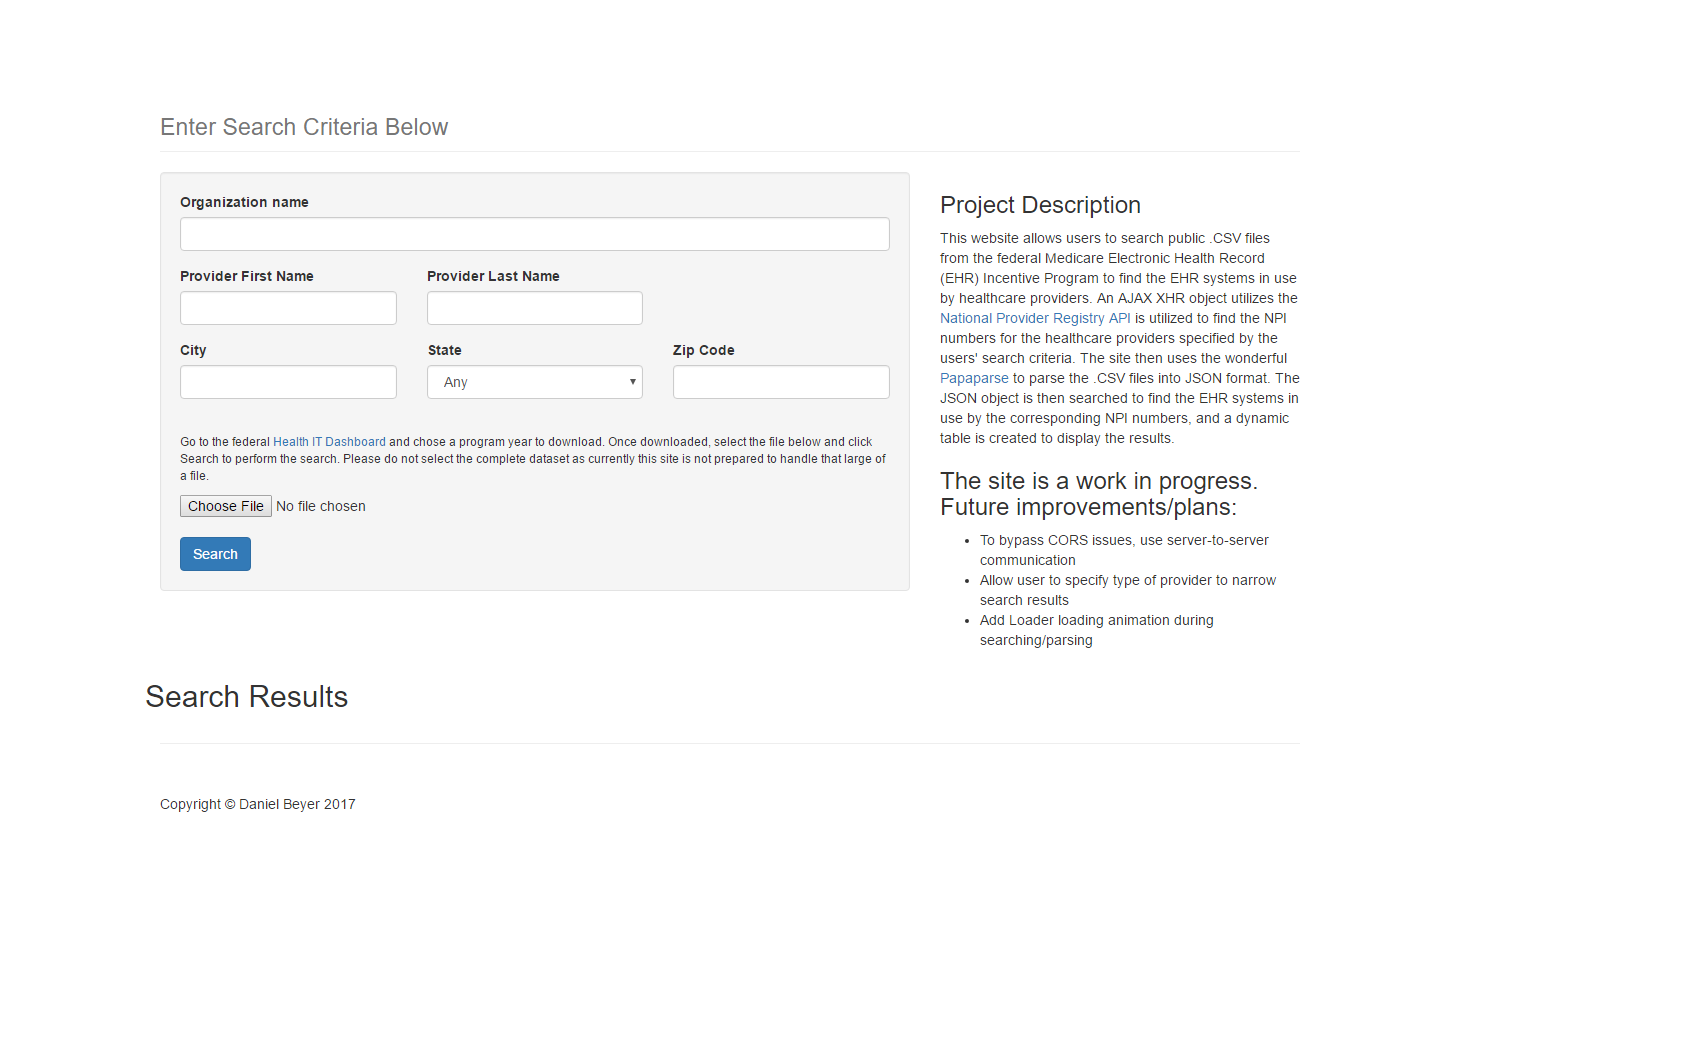 Enter Search Criteria Below
Organization name
Provider First Name
Provider Last Name
City
State
Zip Code
Any
Go to the federal Health IT Dashboard and chose a program year to download. Once downloaded, select the file below and click
Search to perform the search. Please do not select the complete dataset as currently this site is not prepared to handle that large of
a file.
Choose File No file chosen
Search
Project Description
This website allows users to search public .CSV files
from the federal Medicare Electronic Health Record
(EHR) Incentive Program to find the EHR systems in use
by healthcare providers. An AJAX XHR object utilizes the
National Provider Registry API is utilized to find the NPI
numbers for the healthcare providers specified by the
users' search criteria. The site then uses the wonderful
Papaparse to parse the .CSV files into JSON format. The
JSON object is then searched to find the EHR systems in
use by the corresponding NPI numbers, and a dynamic
table is created to display the results.
The site is a work in progress.
Future improvements/plans:
• To bypass CORS issues, use server-to-server
communication
• Allow user to specify type of provider to narrow
search results
• Add Loader loading animation during
searching/parsing
Search Results
Copyright © Daniel Beyer 2017